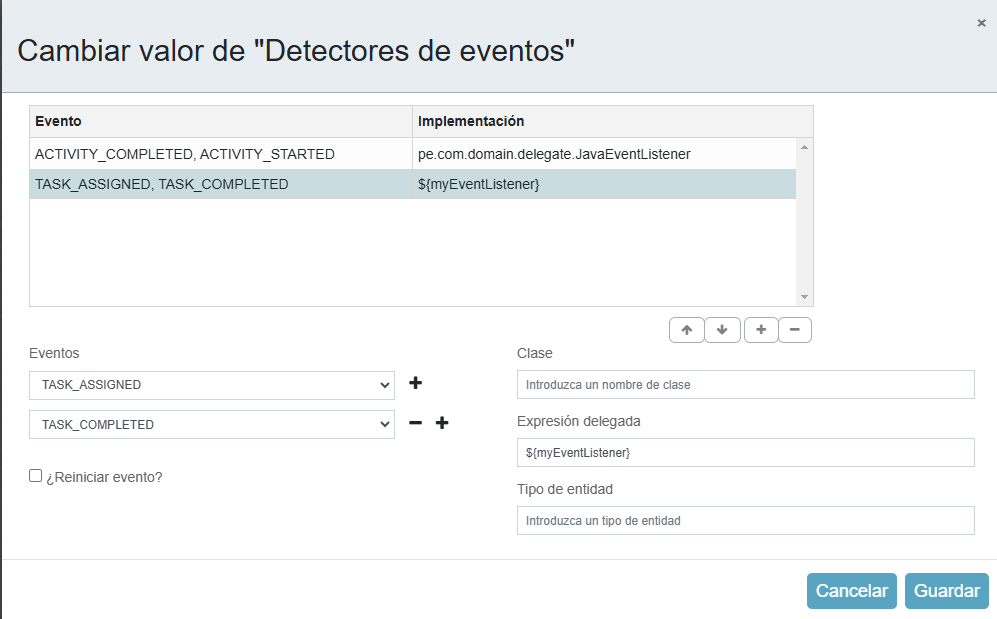 ×
Cambiar valor de "Detectores de eventos"
Evento Implementación
ACTIVITY_COMPLETED, ACTIVITY_STARTED pe.com.domain.delegate.JavaEventListener
TASK_ASSIGNED, TASK_COMPLETED ${myEventListener}
Eventos
TASK_ASSIGNED
TASK_COMPLETED
¿Reiniciar evento?
Clase
Introduzca un nombre de clase
Expresión delegada
${myEventListener}
Tipo de entidad
Introduzca un tipo de entidad
Cancelar Guardar